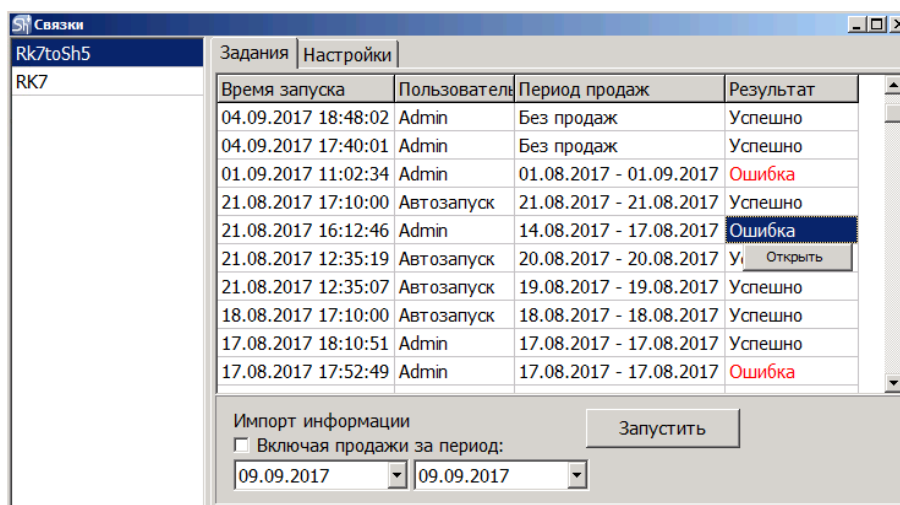 Sh Связки
Rk7toSh5
RK7
Задания Настройки
Время запуска Пользователь Период продаж Результат
04.09.2017 18:48:02 Admin Без продаж Успешно
04.09.2017 17:40:01 Admin Без продаж Успешно
01.09.2017 11:02:34 Admin 01.08.2017 - 01.09.2017 Ошибка
21.08.2017 17:10:00 Автозапуск 21.08.2017 - 21.08.2017 Успешно
21.08.2017 16:12:46 Admin 14.08.2017 - 17.08.2017 Ошибка
21.08.2017 12:35:19 Автозапуск 20.08.2017 - 20.08.2017 Открыть
21.08.2017 12:35:07 Автозапуск 19.08.2017 - 19.08.2017 Успешно
18.08.2017 17:10:00 Автозапуск 18.08.2017 - 18.08.2017 Успешно
17.08.2017 18:10:51 Admin 17.08.2017 - 17.08.2017 Успешно
17.08.2017 17:52:49 Admin 17.08.2017 - 17.08.2017 Ошибка
Импорт информации
Включая продажи за период:
Запустить
09.09.2017 09.09.2017